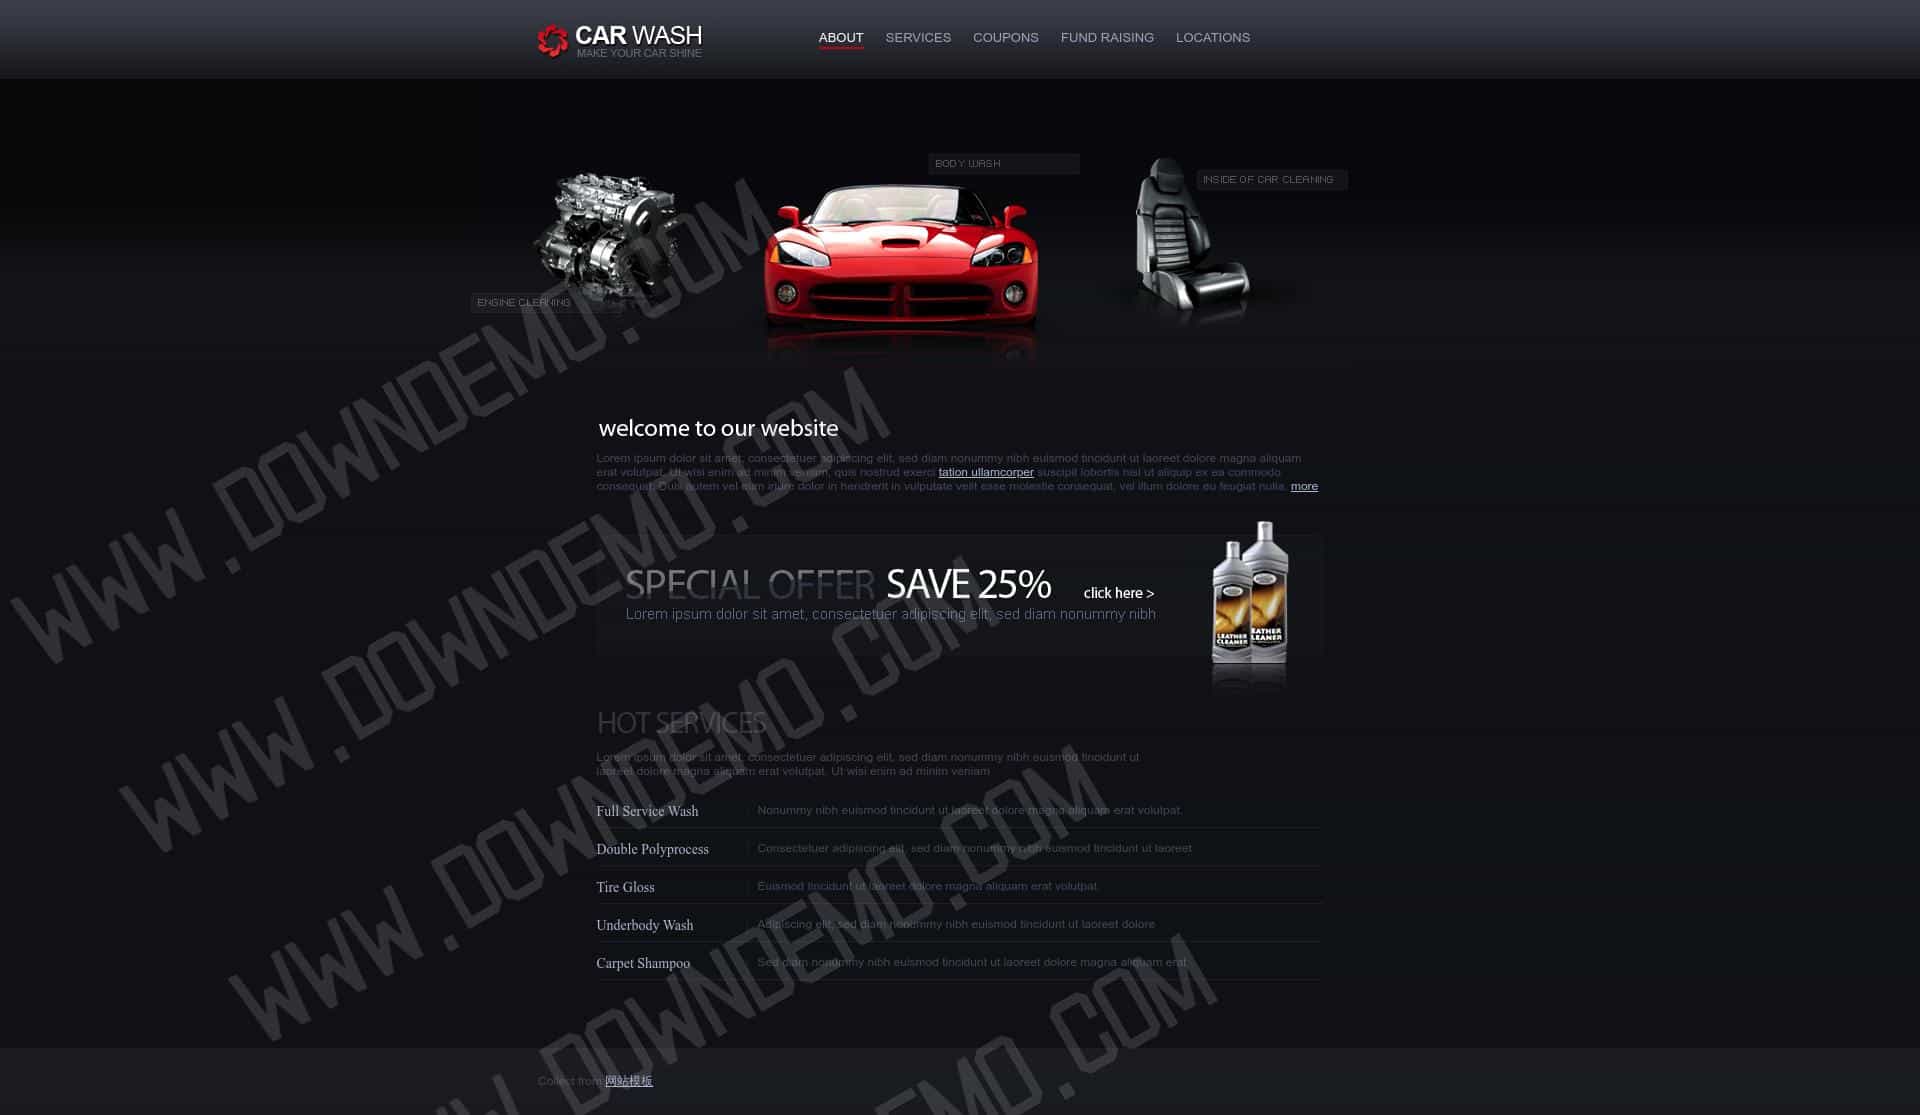 CAR WASH
MAKE YOUR CAR SHINE
ABOUT SERVICES COUPONS FUND RAISING LOCATIONS
BODY WASH
INSIDE OF CAR CLEANING
ENGINE CLEANING
welcome to our website
Lorem ipsum dolor sit amet, consectetuer adipiscing elit, sed diam nonummy nibh euismod tincidunt ut laoreet dolore magna aliquam
erat volutpat. Ut wisi enim ad minim veniam, quis nostrud exerci tation ullamcorper suscipit lobortis nisl ut aliquip ex ea commodo
consequat. Duis autem vel eum iriure dolor in hendrerit in vulputate velit esse molestie consequat, vel illum dolore eu feugiat nulla. more
SPECIAL OFFER SAVE 25% click here >
Lorem ipsum dolor sit amet, consectetuer adipiscing elit, sed diam nonummy nibh
LEATHER CLEANER
LEATHER CLEANER
HOT SERVICES
Lorem ipsum dolor sit amet, consectetuer adipiscing elit, sed diam nonummy nibh euismod tincidunt ut
laoreet dolore magna aliquam erat volutpat. Ut wisi enim ad minim veniam
Full Service Wash Nonummy nibh euismod tincidunt ut laoreet dolore magna aliquam erat volutpat.
Double Polyprocess Consectetuer adipiscing elit, sed diam nonummy nibh euismod tincidunt ut laoreet
Tire Gloss Euismod tincidunt ut laoreet dolore magna aliquam erat volutpat.
Underbody Wash Adipiscing elit, sed diam nonummy nibh euismod tincidunt ut laoreet dolore
Carpet Shampoo Sed diam nonummy nibh euismod tincidunt ut laoreet dolore magna aliquam erat
Collect from 网站模板
WWW.DOWNDEMO.COM
WWW.DOWNDEMO.COM
WWW.DOWNDEMO.COM
WWW.DOWNDEMO.COM